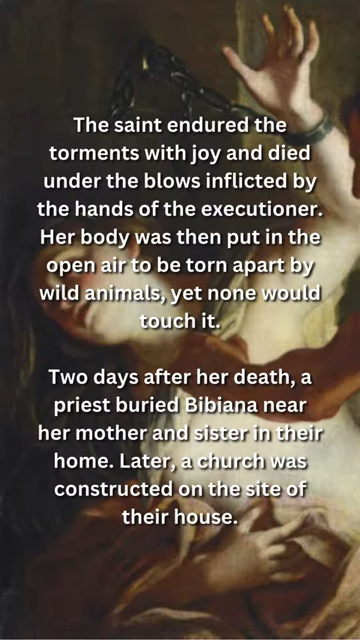 The saint endured the
torments with joy and died
under the blows inflicted by
the hands of the executioner.
Her body was then put in the
open air to be torn apart by
wild animals, yet none would
touch it.
Two days after her death, a
priest buried Bibiana near
her mother and sister in their
home. Later, a church was
constructed on the site of
their house.